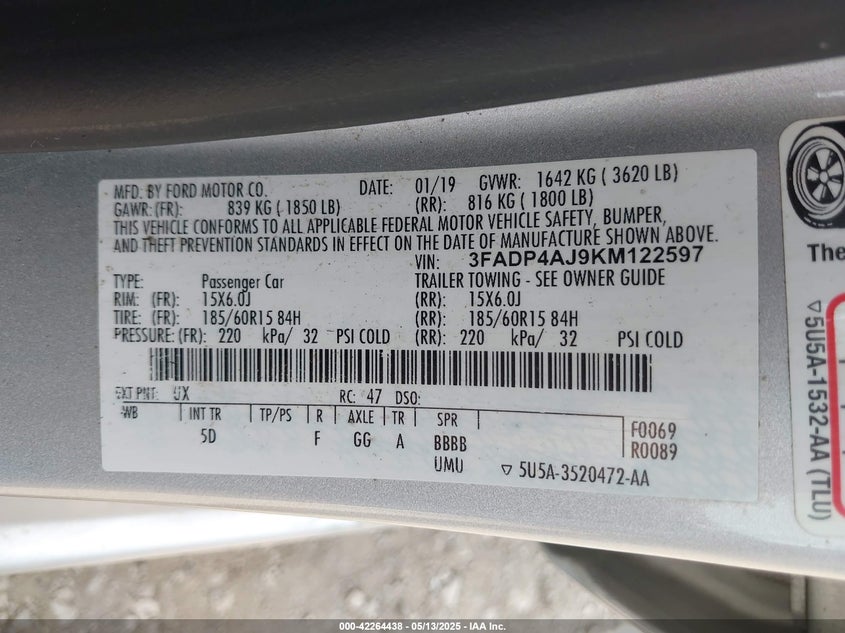 MFD. BY FORD MOTOR CO. DATE: 01/19 GVWR: 1642 KG ( 3620 LB)
GAWR: (FR): 839 KG ( 1850 LB) (RR): 816 KG ( 1800 LB)
THIS VEHICLE CONFORMS TO ALL APPLICABLE FEDERAL MOTOR VEHICLE SAFETY, BUMPER,
AND THEFT PREVENTION STANDARDS IN EFFECT ON THE DATE OF MANUFACTURE SHOWN ABOVE.
VIN: 3FADP4AJ9KM122597
TYPE: Passenger Car TRAILER TOWING - SEE OWNER GUIDE
RIM: (FR): 15X6.0J (RR): 15X6.0J
TIRE: (FR): 185/60R15 84H (RR): 185/60R15 84H
PRESSURE: (FR): 220 kPa/ 32 PSI COLD (RR): 220 kPa/ 32 PSI COLD
EXT PNT: UX RC: 47 DSO:
WB INT TR TP/PS R AXLE TR SPR
5D F GG A BBBB
UMU
F0069
R0089
▽ 5U5A-3520472-AA
The
▽5U5A-1532-AA (TLU)
000-42264438 - 05/13/2025 - IAA Inc.